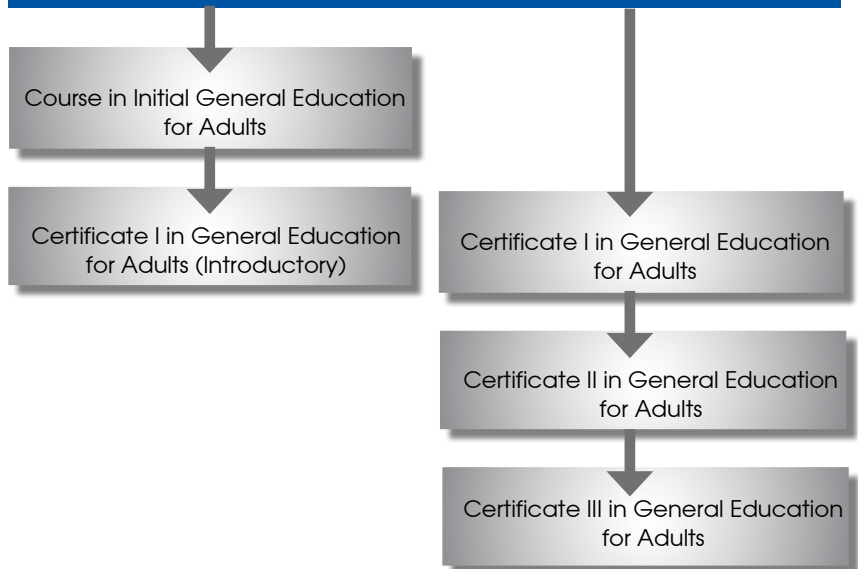 Course in Initial General Education
for Adults
Certificate I in General Education
for Adults (Introductory)
Certificate I in General Education
for Adults
Certificate II in General Education
for Adults
Certificate III in General Education
for Adults